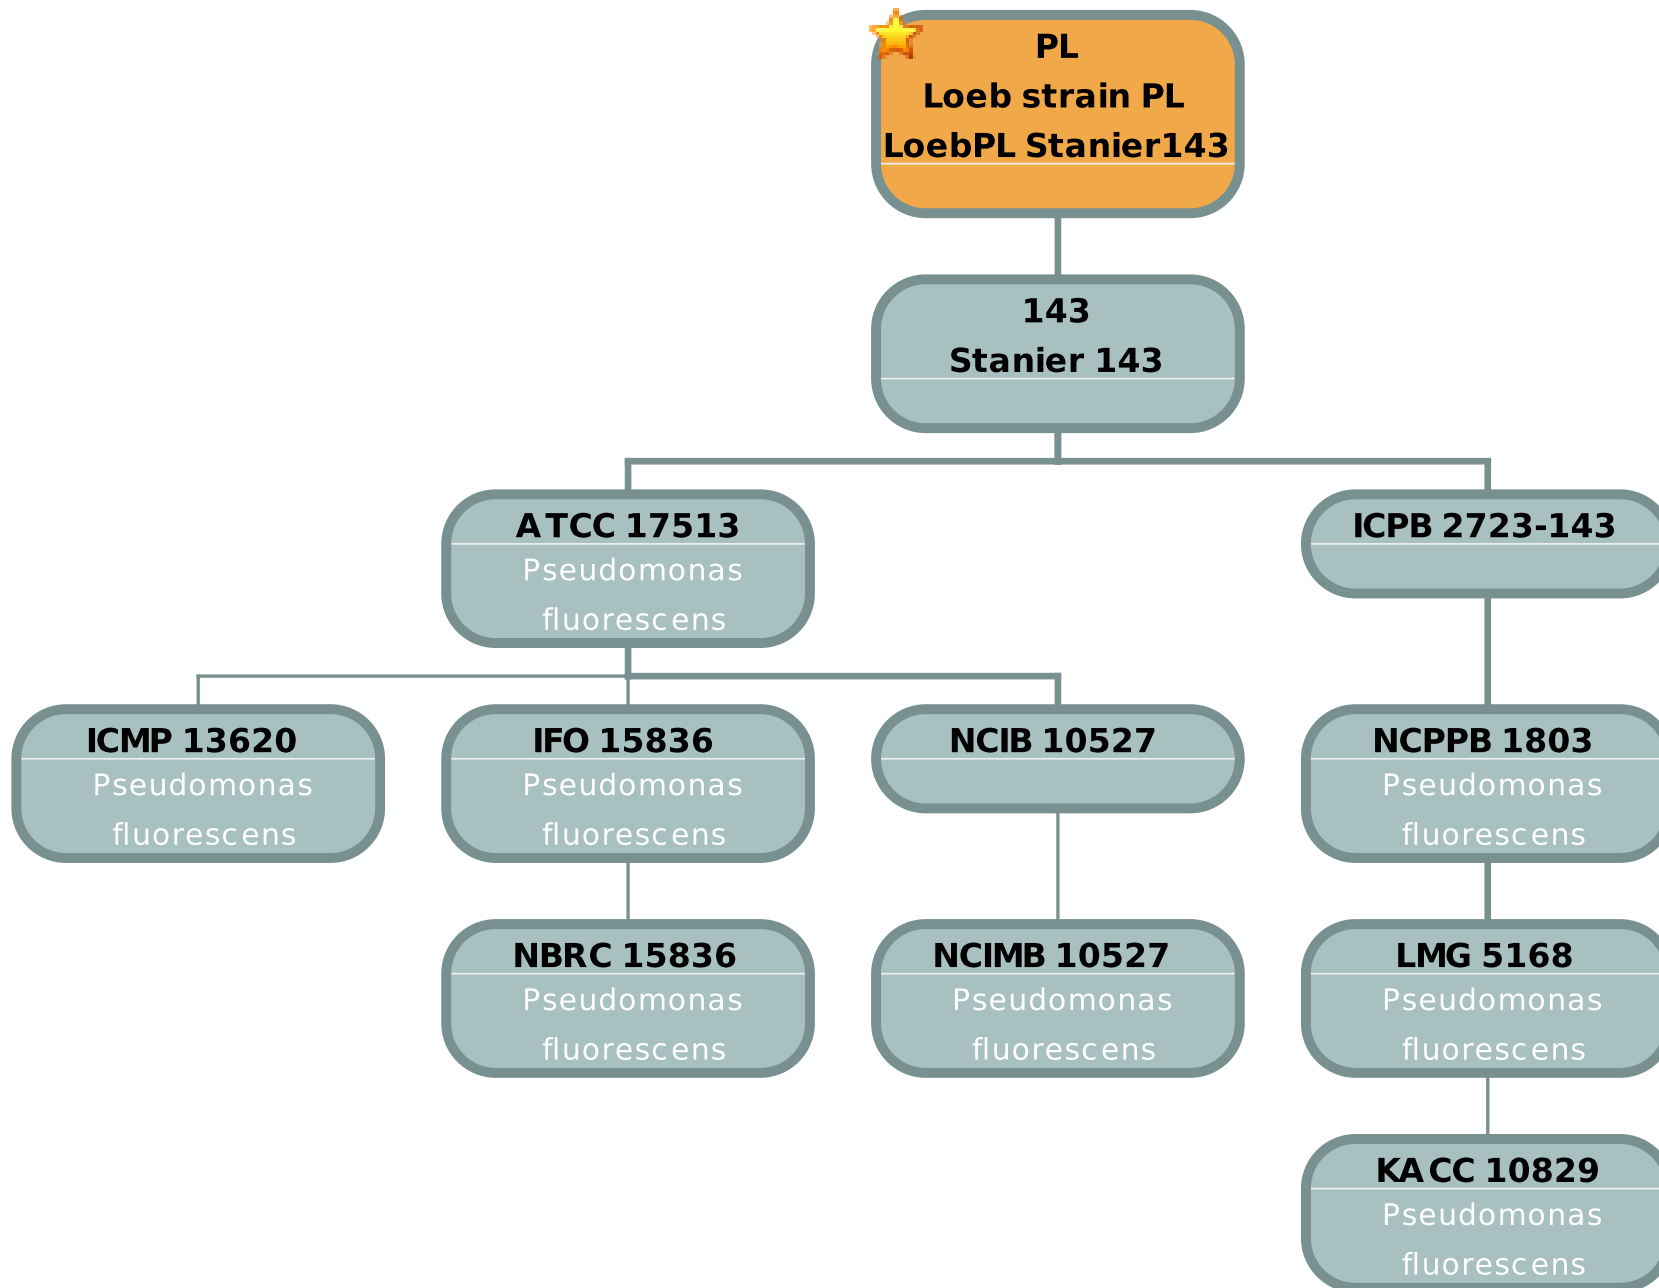 PL
Loeb strain PL
LoebPL Stanier143
143
Stanier 143
ATCC 17513
Pseudomonas
fluorescens
ICPB 2723-143
ICMP 13620
Pseudomonas
fluorescens
IFO 15836
Pseudomonas
fluorescens
NCIB 10527
NCPPB 1803
Pseudomonas
fluorescens
NBRC 15836
Pseudomonas
fluorescens
NCIMB 10527
Pseudomonas
fluorescens
LMG 5168
Pseudomonas
fluorescens
KACC 10829
Pseudomonas
fluorescens